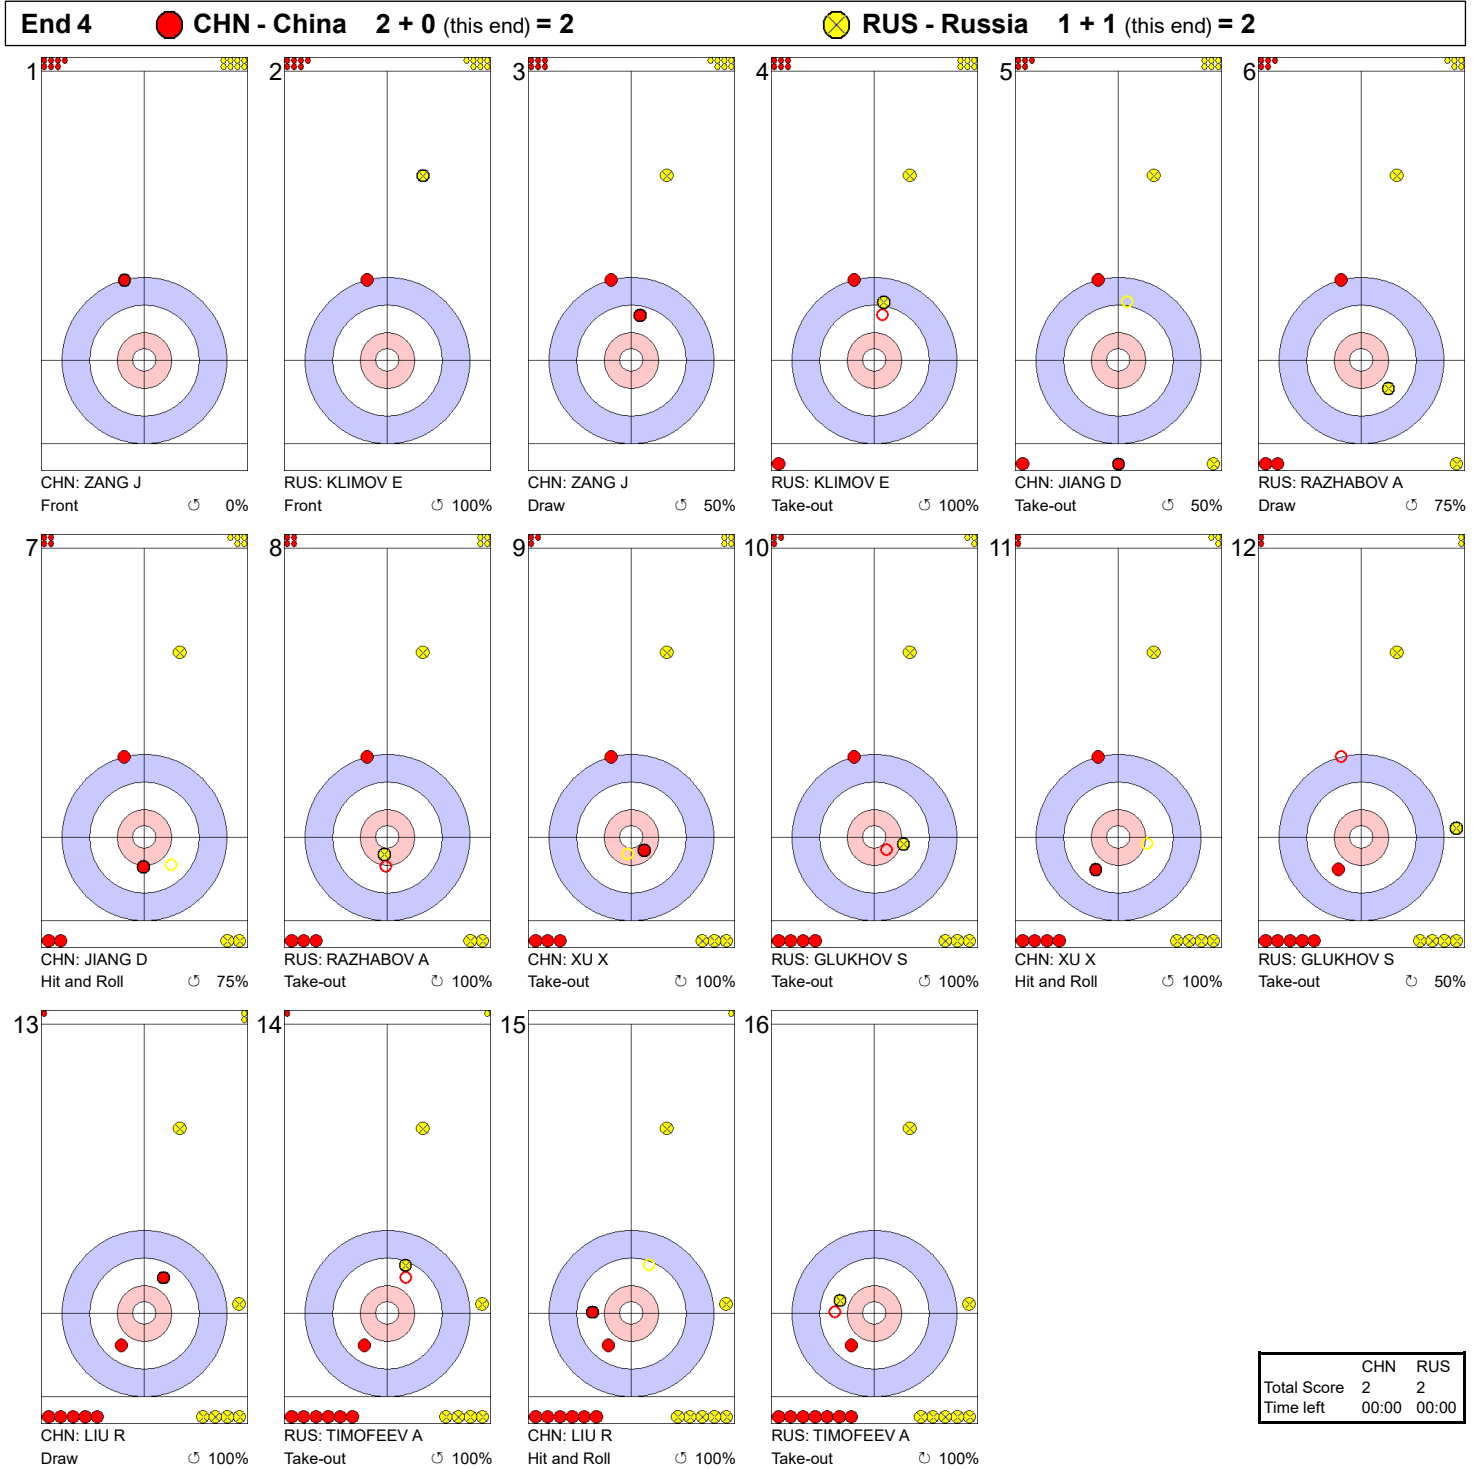 End 4 CHN - China 2 + 0 (this end) = 2 RUS - Russia 1 + 1 (this end) = 2
1 2 3 4 5 6
CHN: ZANG J RUS: KLIMOV E CHN: ZANG J RUS: KLIMOV E CHN: JIANG D RUS: RAZHABOV A
Front ↺ 0% Front ↺ 100% Draw ↺ 50% Take-out ↺ 100% Take-out ↺ 50% Draw ↺ 75%
7 8 9 10 11 12
CHN: JIANG D RUS: RAZHABOV A CHN: XU X RUS: GLUKHOV S CHN: XU X RUS: GLUKHOV S
Hit and Roll ↺ 75% Take-out ↻ 100% Take-out ↻ 100% Take-out ↻ 100% Hit and Roll ↺ 100% Take-out ↺ 50%
13 14 15 16
CHN: LIU R RUS: TIMOFEEV A CHN: LIU R RUS: TIMOFEEV A
Draw ↺ 100% Take-out ↺ 100% Hit and Roll ↺ 100% Take-out ↻ 100%
CHN RUS
Total Score 2 2
Time left 00:00 00:00